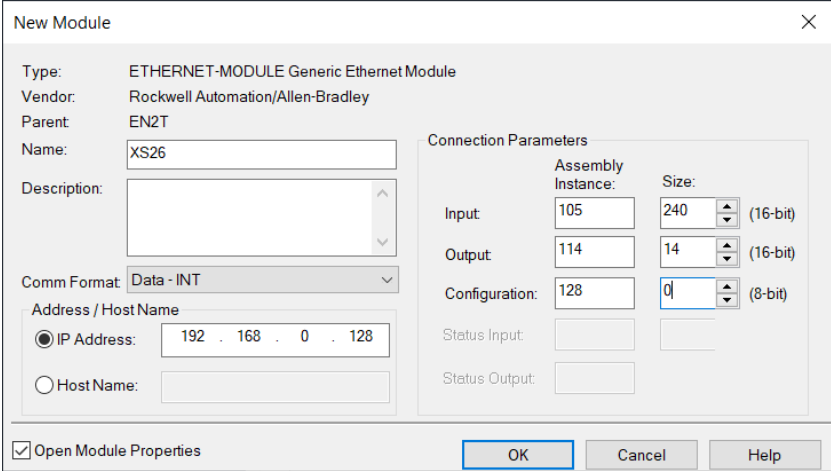 New Module
Type: ETHERNET-MODULE Generic Ethernet Module
Vendor: Rockwell Automation/Allen-Bradley
Parent: EN2T
Name: XS26
Description:
Comm Format: Data - INT
Address / Host Name
IP Address: 192 . 168 . 0 . 128
Host Name:
Connection Parameters
Assembly Instance: Size:
Input: 105 240 (16-bit)
Output: 114 14 (16-bit)
Configuration: 128 0 (8-bit)
Status Input:
Status Output:
Open Module Properties
OK Cancel Help